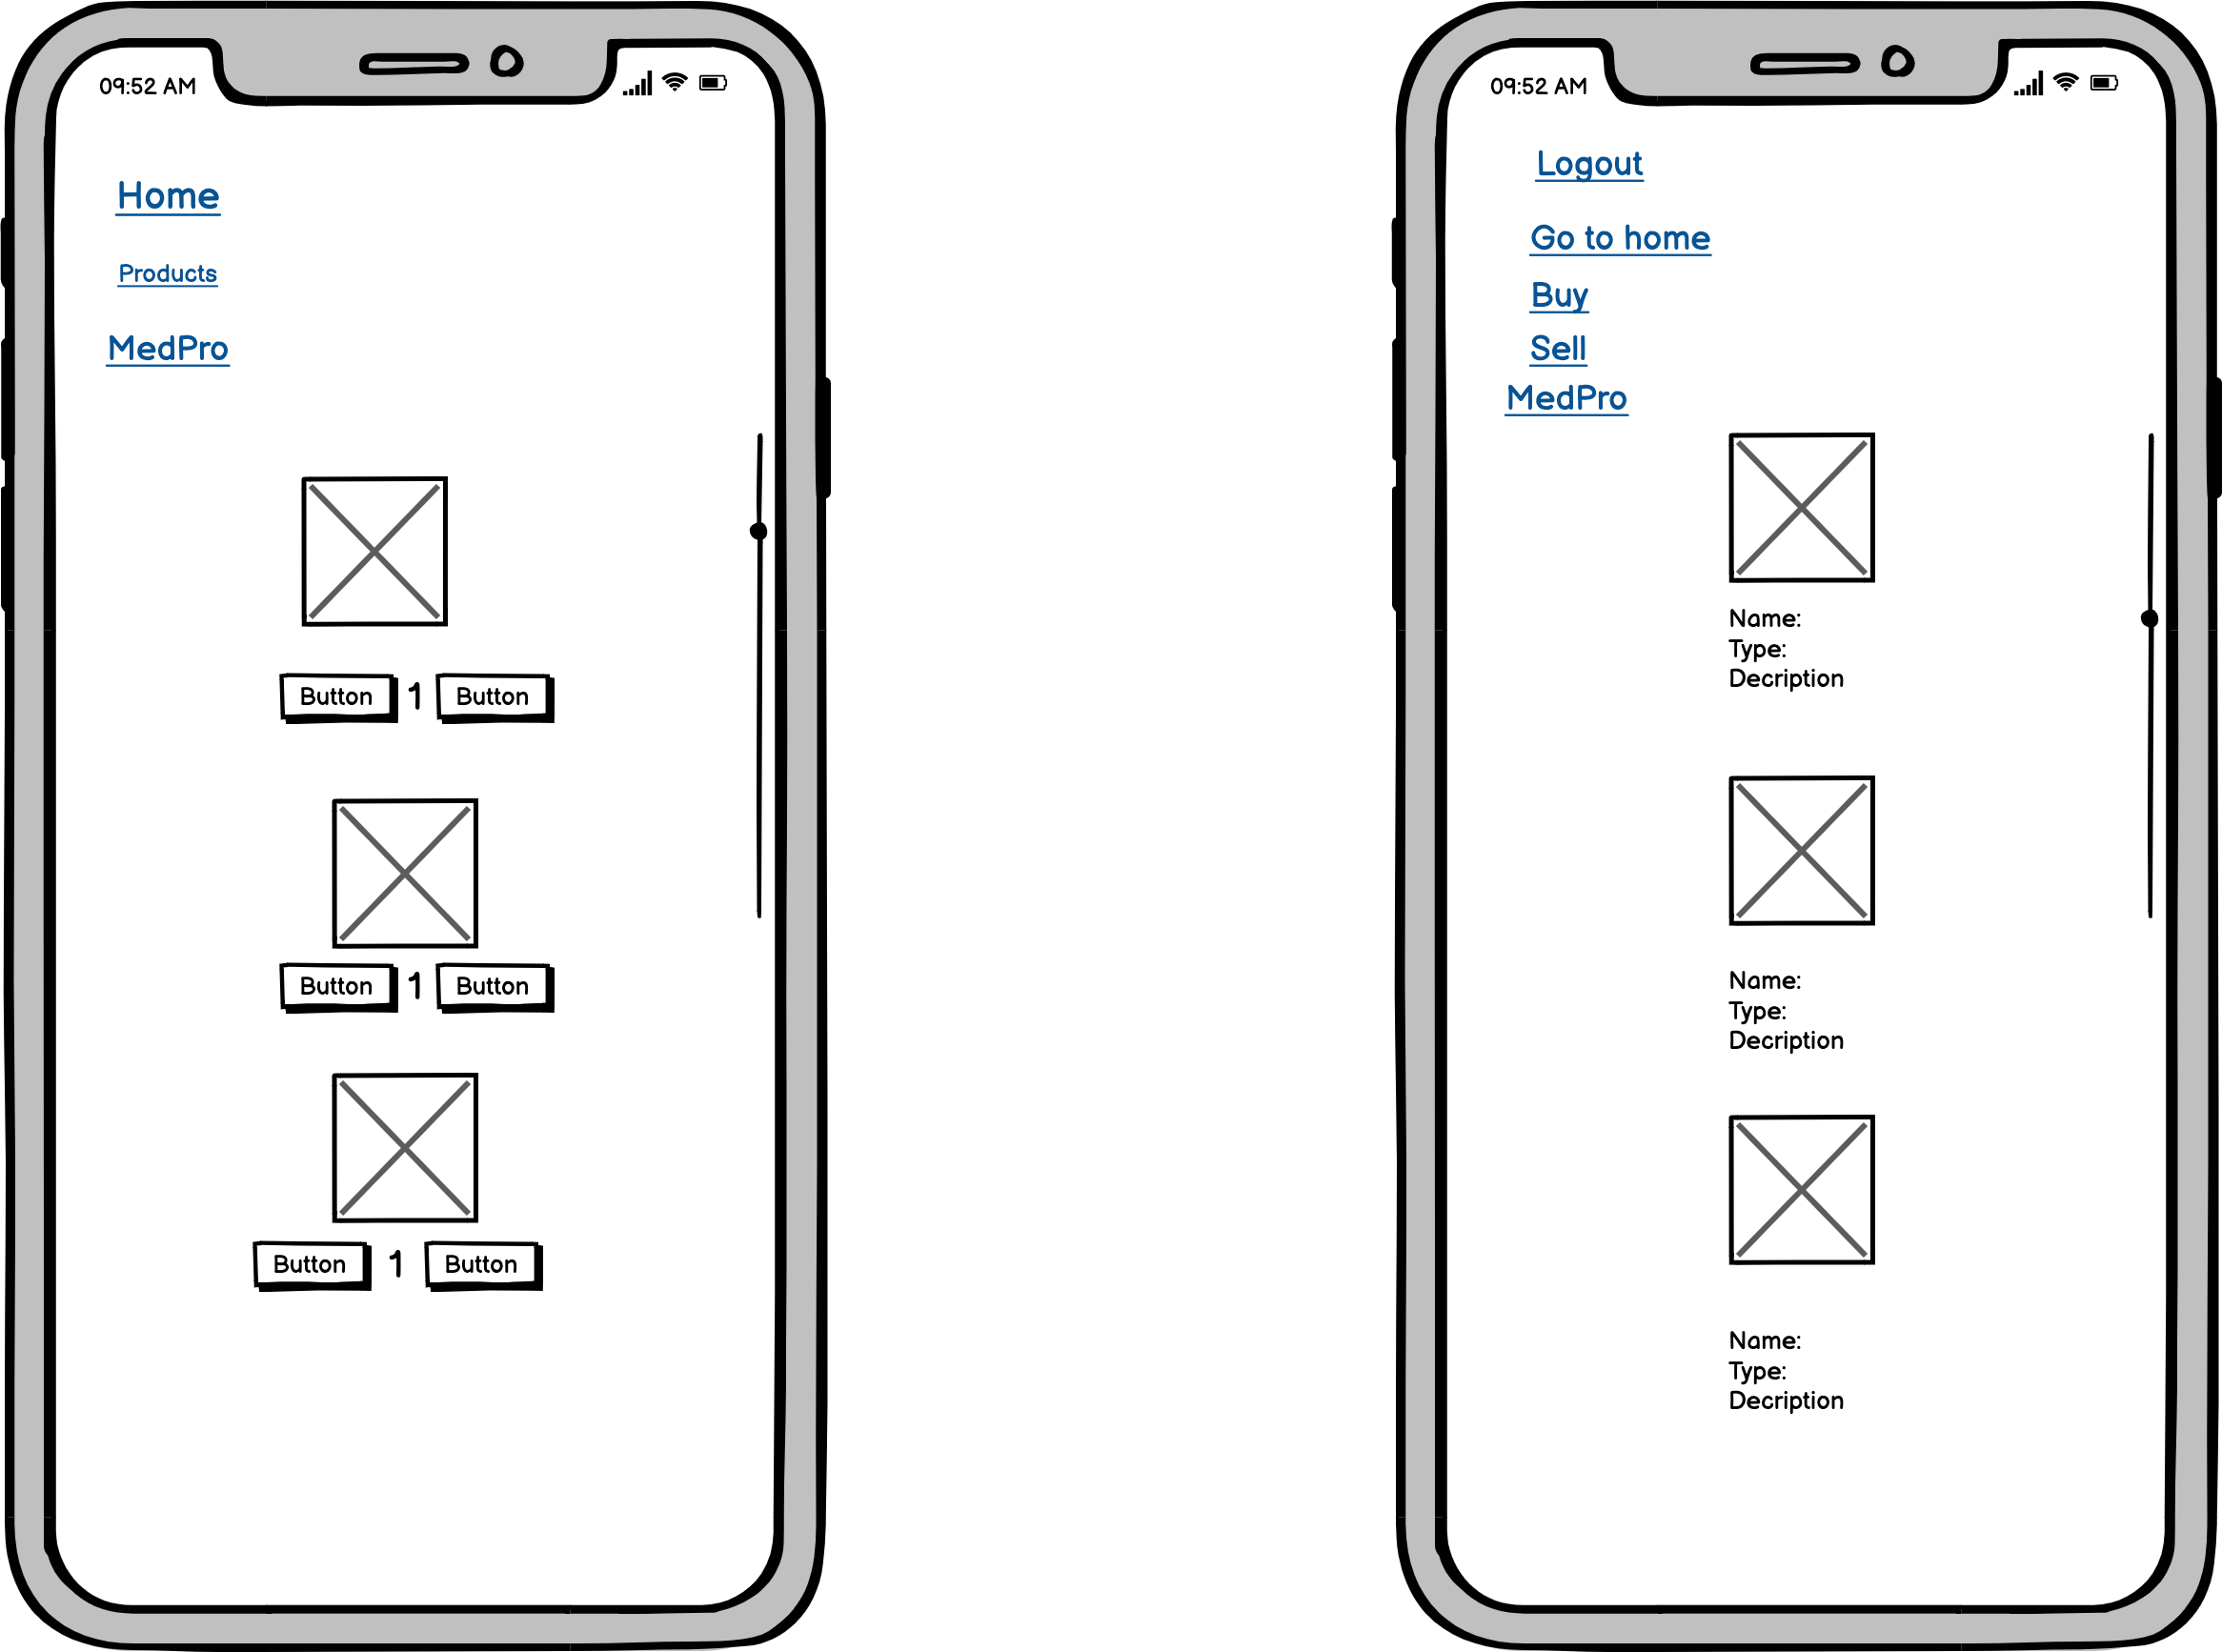 09:52 AM
Home
Products
MedPro
Button 1 Button
Button 1 Button
Button 1 Button
09:52 AM
Logout
Go to home
Buy
Sell
MedPro
Name:
Type:
Decription
Name:
Type:
Decription
Name:
Type:
Decription